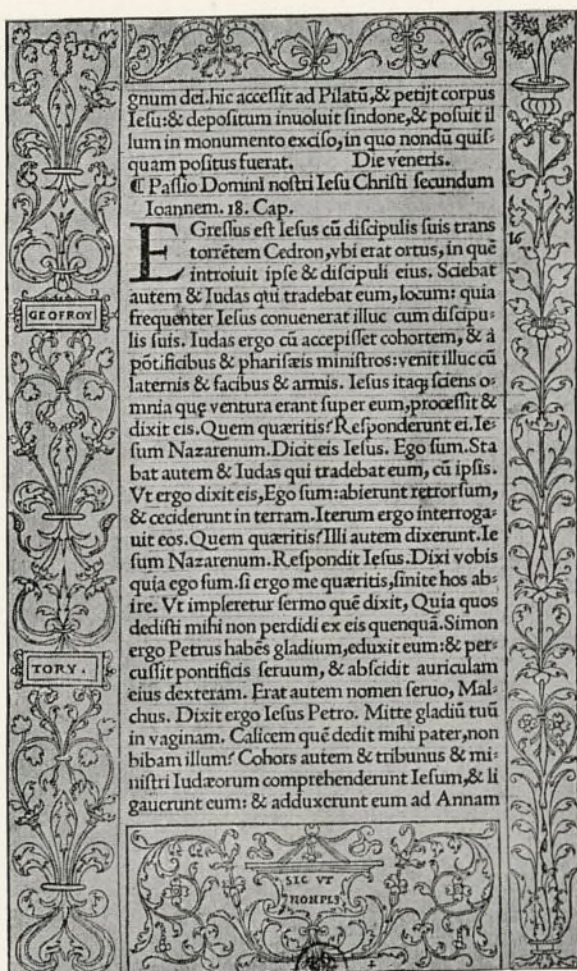 gnum dei.hic acceſſit ad Pilatū,& petijt corpus
Ieſu:& depoſitum inuoluit ſindone,& poſuit il
lum in monumento exciſo,in quo nondū quiſ-
quam poſitus fuerat. Die veneris.
¶ Paſſio Domini noſtri Ieſu Chriſti ſecundum
Ioannem. 18. Cap.
EGreſſus eſt Ieſus cū diſcipulis ſuis trans
torrētem Cedron,vbi erat ortus, in quē
introiuit ipſe & diſcipuli eius. Sciebat
autem & Iudas qui tradebat eum, locum: quia
frequenter Ieſus conuenerat illuc cum diſcipu-
lis ſuis. Iudas ergo cū accepiſſet cohortem, & à
pōtificibus & phariſæis miniſtros:venit illuc cū
laternis & facibus & armis. Ieſus itaqꝫ ſciens o-
mnia quę ventura erant ſuper eum,proceſſit &
dixit eis.Quem quæritis?Reſponderunt ei.Ie-
ſum Nazarenum.Dicit eis Ieſus. Ego ſum.Sta
bat autem & Iudas qui tradebat eum, cū ipſis.
Vt ergo dixit eis,Ego ſum:abierunt retrorſum,
& ceciderunt in terram.Iterum ergo interroga-
uit eos.Quem quæritis?Illi autem dixerunt.Ie
ſum Nazarenum.Reſpondit Ieſus.Dixi vobis
quia ego ſum.ſi ergo me quæritis,ſinite hos ab-
ire. Vt impleretur ſermo quē dixit, Quia quos
dediſti mihi non perdidi ex eis quenquā.Simon
ergo Petrus habēs gladium,eduxit eum:& per-
cuſſit pontificis ſeruum, & abſcidit auriculam
eius dexteram. Erat autem nomen ſeruo, Mal-
chus. Dixit ergo Ieſus Petro. Mitte gladiū tuū
in vaginam. Calicem quē dedit mihi pater,non
bibam illum? Cohors autem & tribunus & mi-
niſtri Iudæorum comprehenderunt Ieſum,& li
gauerunt eum: & adduxerunt eum ad Annam
GEOFROY
TORY.
16
SIC VT
NON PLVS